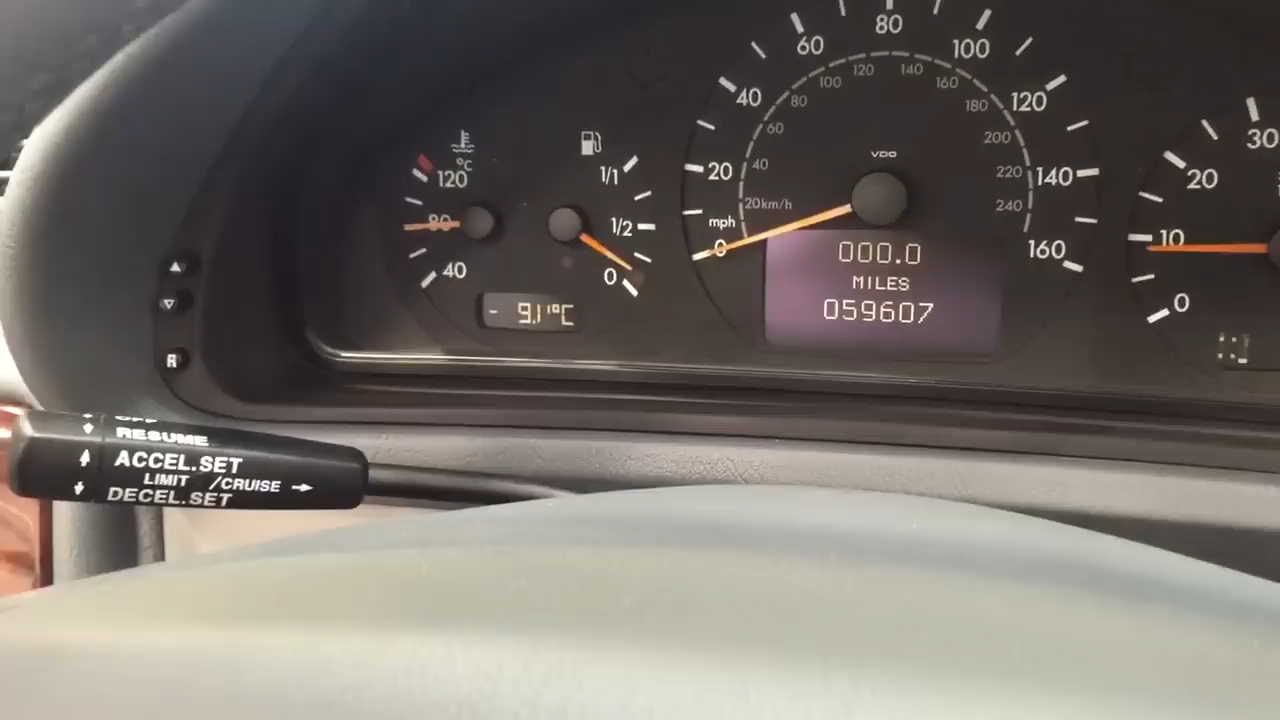 °C
120
80
40
1/1
1/2
0
- 9.1°C
mph
0
20
40
60
80
100
120
140
160
20km/h
40
60
80
100
120
140
160
180
200
220
240
VDO
000.0
MILES
059607
0
10
20
30
R
OFF
RESUME
ACCEL.SET
LIMIT /CRUISE
DECEL.SET